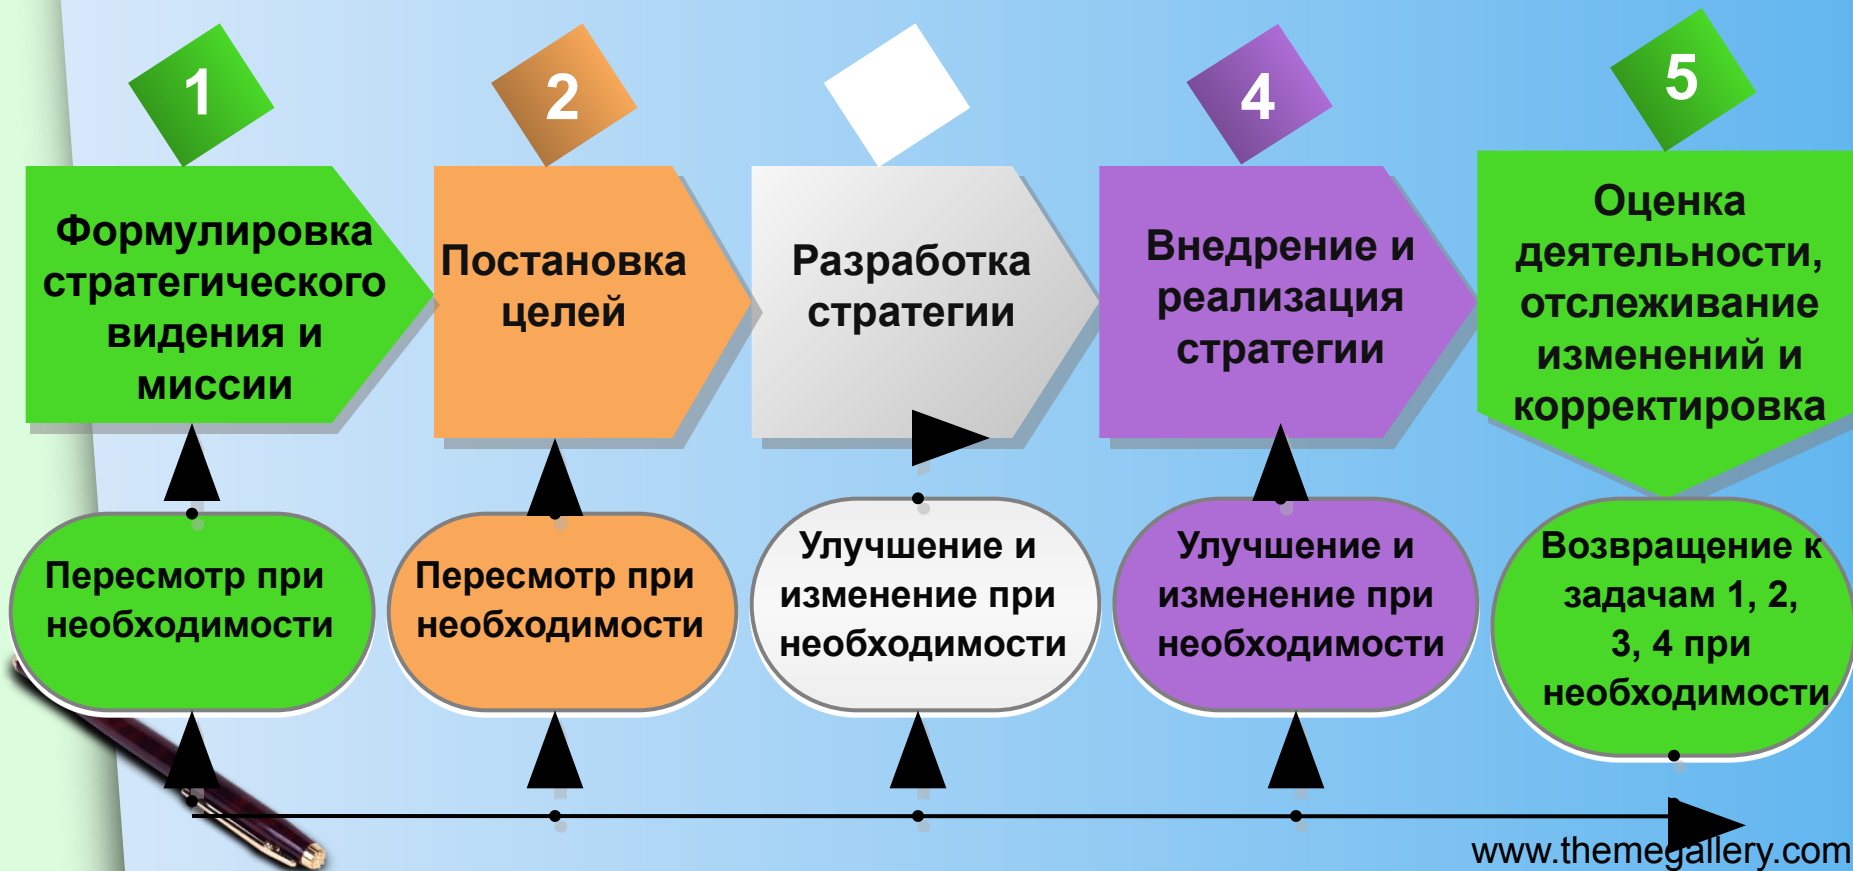 1
2
4
5
Формулировка
стратегического
видения и
миссии
Постановка
целей
Разработка
стратегии
Внедрение и
реализация
стратегии
Оценка
деятельности,
отслеживание
изменений и
корректировка
Пересмотр при
необходимости
Пересмотр при
необходимости
Улучшение и
изменение при
необходимости
Улучшение и
изменение при
необходимости
Возвращение к
задачам 1, 2,
3, 4 при
необходимости
www.themegallery.com